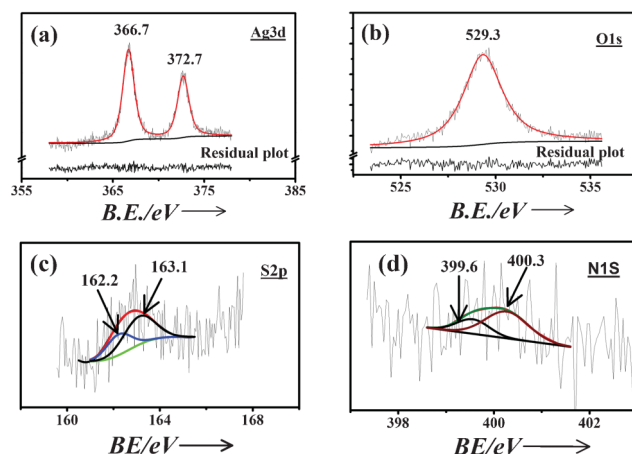 (a)
Ag3d
366.7
372.7
Residual plot
355 365 375 385
B.E./eV
(b)
O1s
529.3
Residual plot
525 530 535
B.E./eV
(c)
S2p
162.2
163.1
160 162 164 166 168
BE/eV
(d)
N1S
399.6
400.3
398 400 402
BE/eV